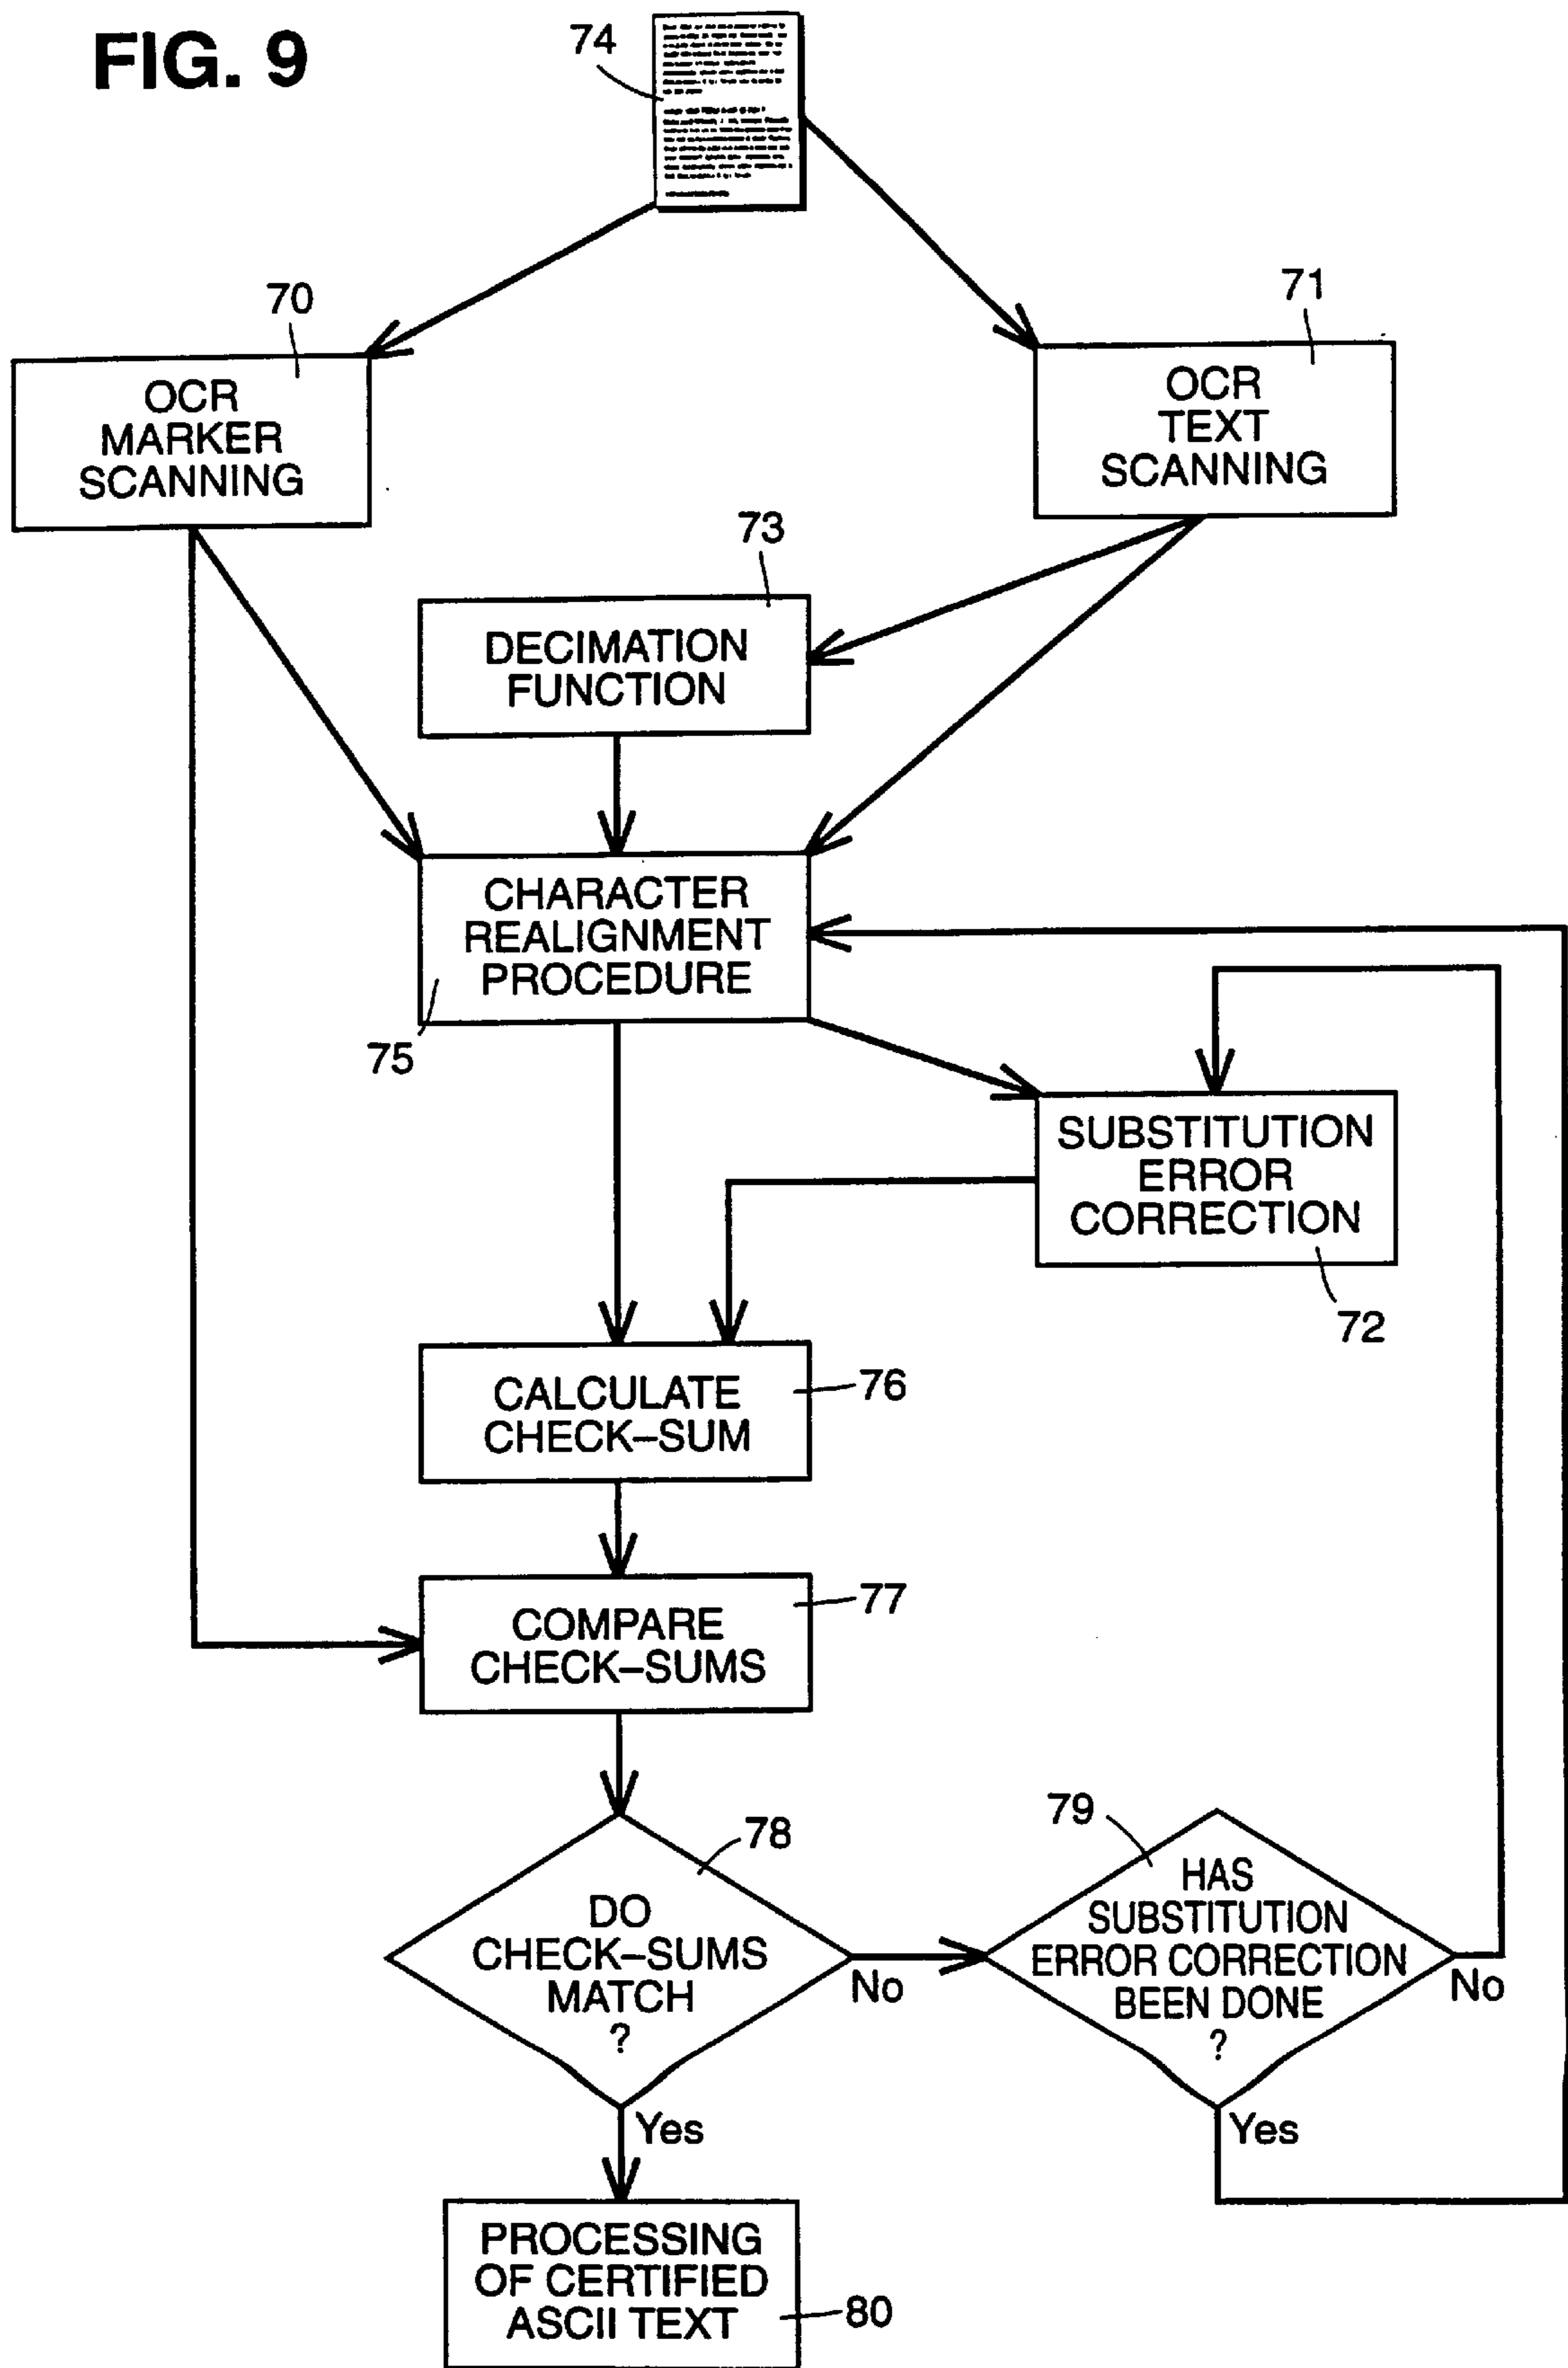 FIG. 9
74
70
71
OCR
MARKER
SCANNING
OCR
TEXT
SCANNING
73
DECIMATION
FUNCTION
CHARACTER
REALIGNMENT
PROCEDURE
75
SUBSTITUTION
ERROR
CORRECTION
72
CALCULATE
CHECK–SUM
76
COMPARE
CHECK–SUMS
77
78
DO
CHECK–SUMS
MATCH
?
No
Yes
79
HAS
SUBSTITUTION
ERROR CORRECTION
BEEN DONE
?
No
Yes
PROCESSING
OF CERTIFIED
ASCII TEXT
80